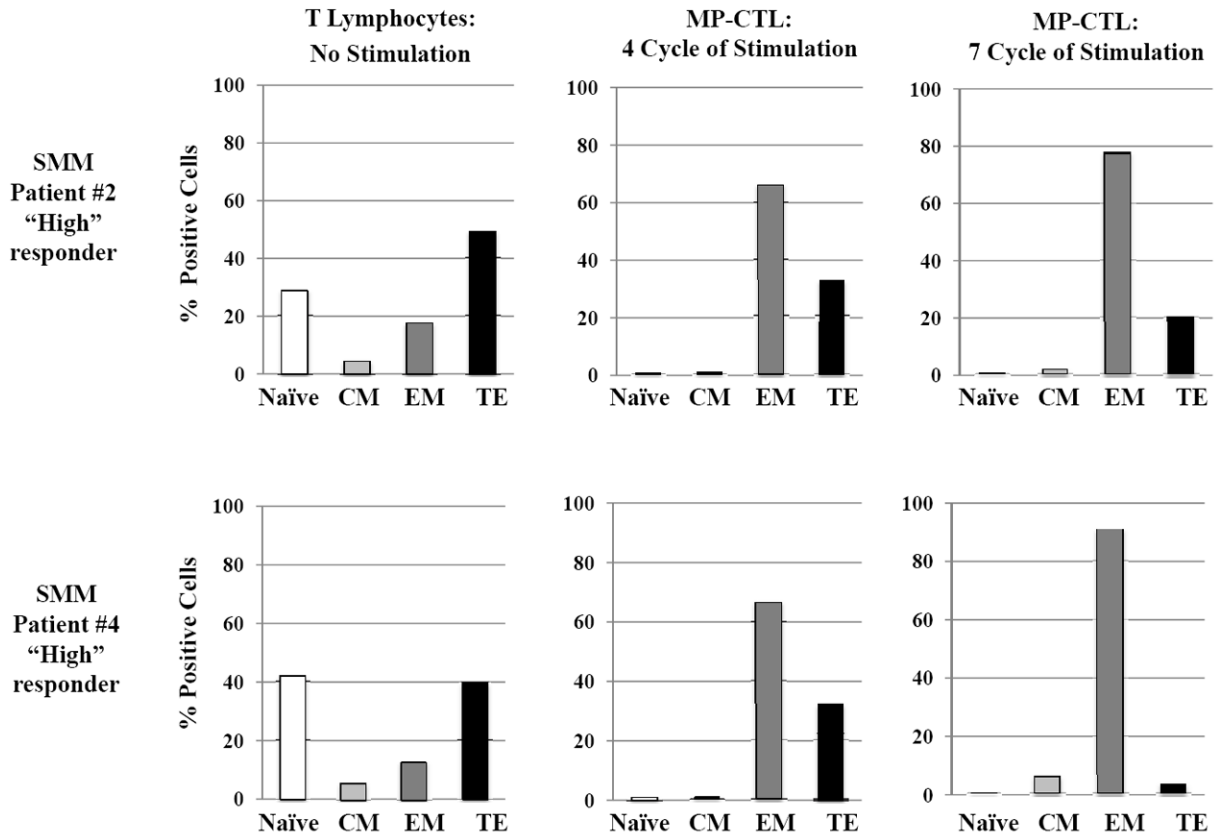 T Lymphocytes:
No Stimulation
MP-CTL:
4 Cycle of Stimulation
MP-CTL:
7 Cycle of Stimulation
SMM
Patient #2
“High”
responder
% Positive Cells
100
80
60
40
20
0
Naïve CM EM TE
100
80
60
40
20
0
Naïve CM EM TE
100
80
60
40
20
0
Naïve CM EM TE
SMM
Patient #4
“High”
responder
% Positive Cells
100
80
60
40
20
0
Naïve CM EM TE
100
80
60
40
20
0
Naïve CM EM TE
100
80
60
40
20
0
Naïve CM EM TE